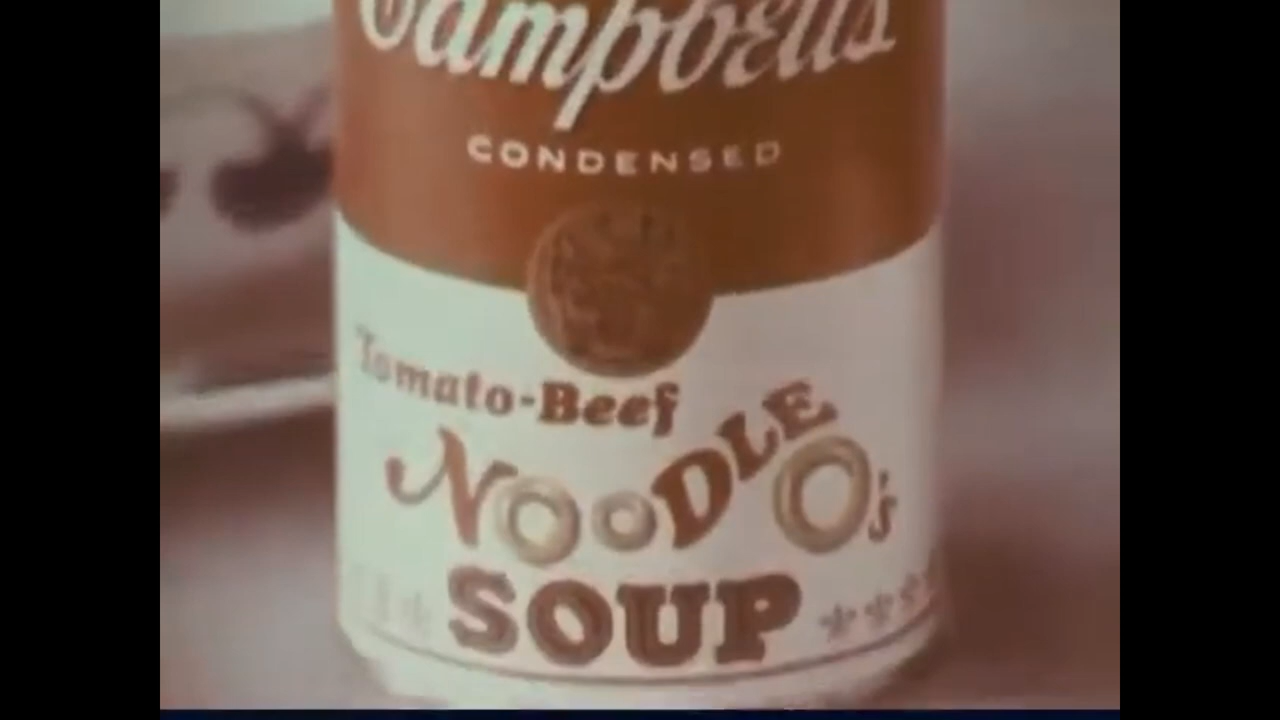 Campbell's
CONDENSED
Tomato-Beef
NOODLE O's
SOUP